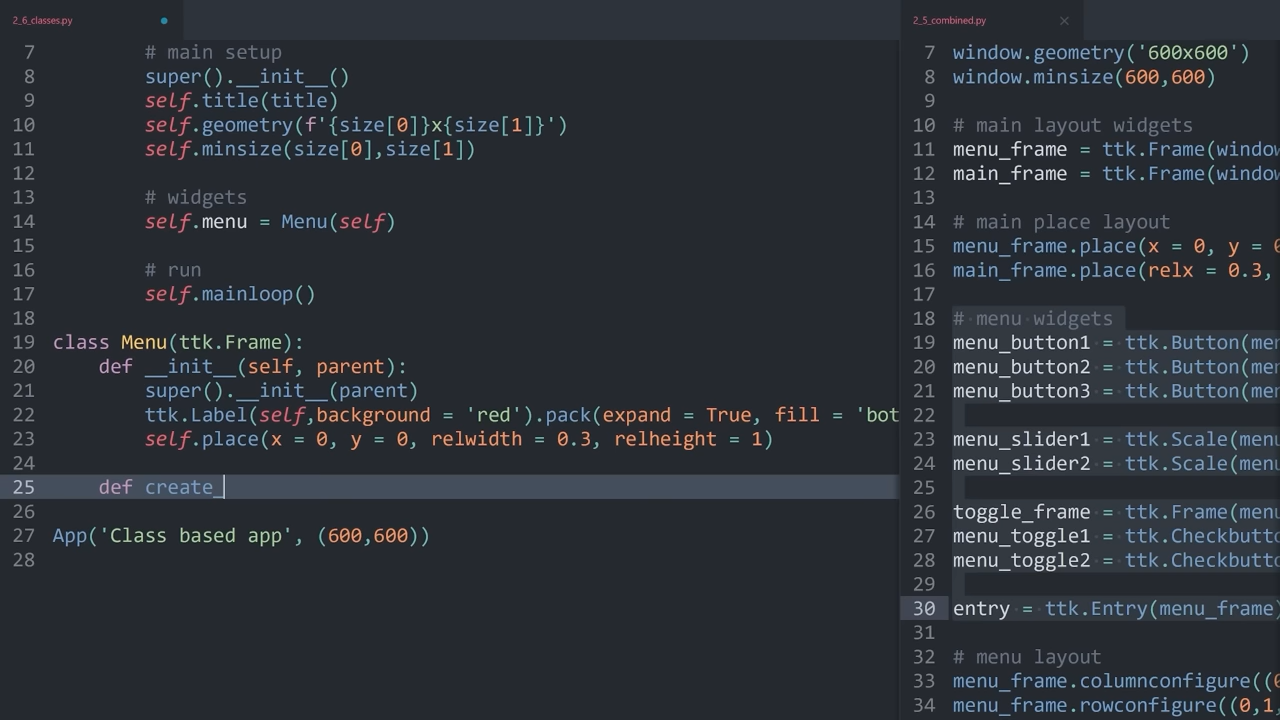 2_6_classes.py
7 # main setup
8 super().__init__()
9 self.title(title)
10 self.geometry(f'{size[0]}x{size[1]}')
11 self.minsize(size[0],size[1])
12
13 # widgets
14 self.menu = Menu(self)
15
16 # run
17 self.mainloop()
18
19 class Menu(ttk.Frame):
20 def __init__(self, parent):
21 super().__init__(parent)
22 ttk.Label(self,background = 'red').pack(expand = True, fill = 'bot
23 self.place(x = 0, y = 0, relwidth = 0.3, relheight = 1)
24
25 def create_
26
27 App('Class based app', (600,600))
28
2_5_combined.py
7 window.geometry('600x600')
8 window.minsize(600,600)
9
10 # main layout widgets
11 menu_frame = ttk.Frame(window
12 main_frame = ttk.Frame(window
13
14 # main place layout
15 menu_frame.place(x = 0, y = 0
16 main_frame.place(relx = 0.3,
17
18 # menu widgets
19 menu_button1 = ttk.Button(men
20 menu_button2 = ttk.Button(men
21 menu_button3 = ttk.Button(men
22
23 menu_slider1 = ttk.Scale(menu
24 menu_slider2 = ttk.Scale(menu
25
26 toggle_frame = ttk.Frame(menu
27 menu_toggle1 = ttk.Checkbutto
28 menu_toggle2 = ttk.Checkbutto
29
30 entry = ttk.Entry(menu_frame)
31
32 # menu layout
33 menu_frame.columnconfigure((0
34 menu_frame.rowconfigure((0,1,